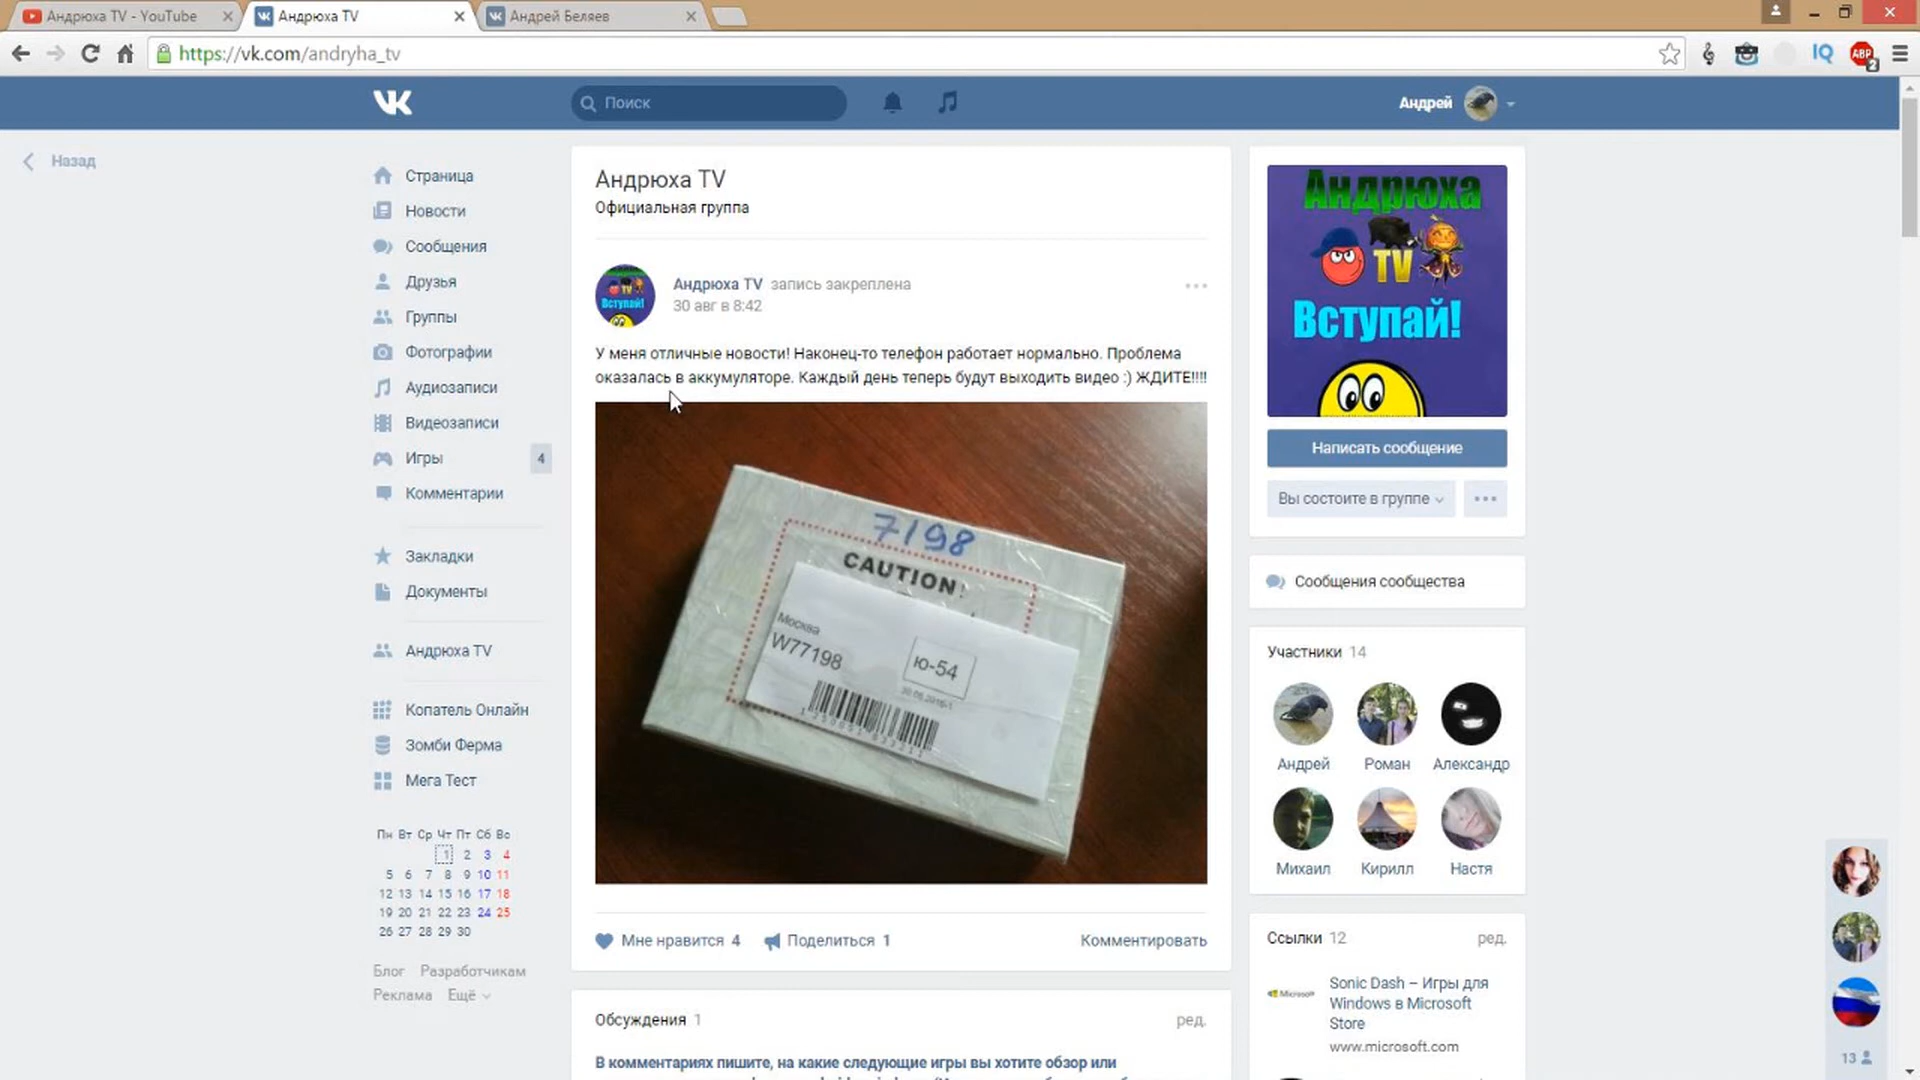 Андрюха TV - YouTube
Андрюха TV
Андрей Беляев
https://vk.com/andryha_tv
IQ
ABP
2
Поиск
Андрей
Назад
Страница
Новости
Сообщения
Друзья
Группы
Фотографии
Аудиозаписи
Видеозаписи
Игры 4
Комментарии
Закладки
Документы
Андрюха TV
Копатель Онлайн
Зомби Ферма
Мега Тест
Пн Вт Ср Чт Пт Сб Вс
1 2 3 4
5 6 7 8 9 10 11
12 13 14 15 16 17 18
19 20 21 22 23 24 25
26 27 28 29 30
Блог Разработчикам
Реклама Ещё
Андрюха TV
Официальная группа
TV
Вступай!
Андрюха TV запись закреплена
30 авг в 8:42
У меня отличные новости! Наконец-то телефон работает нормально. Проблема
оказалась в аккумуляторе. Каждый день теперь будут выходить видео :) ЖДИТЕ!!!!
7198
CAUTION!
Москва
W77198
ю-54
Мне нравится 4 Поделиться 1 Комментировать
Обсуждения 1 ред.
В комментариях пишите, на какие следующие игры вы хотите обзор или
Андрюха
TV
Вступай!
Написать сообщение
Вы состоите в группе
Сообщения сообщества
Участники 14
Андрей Роман Александр
Михаил Кирилл Настя
Ссылки 12 ред.
Microsoft
Sonic Dash – Игры для
Windows в Microsoft
Store
www.microsoft.com
13